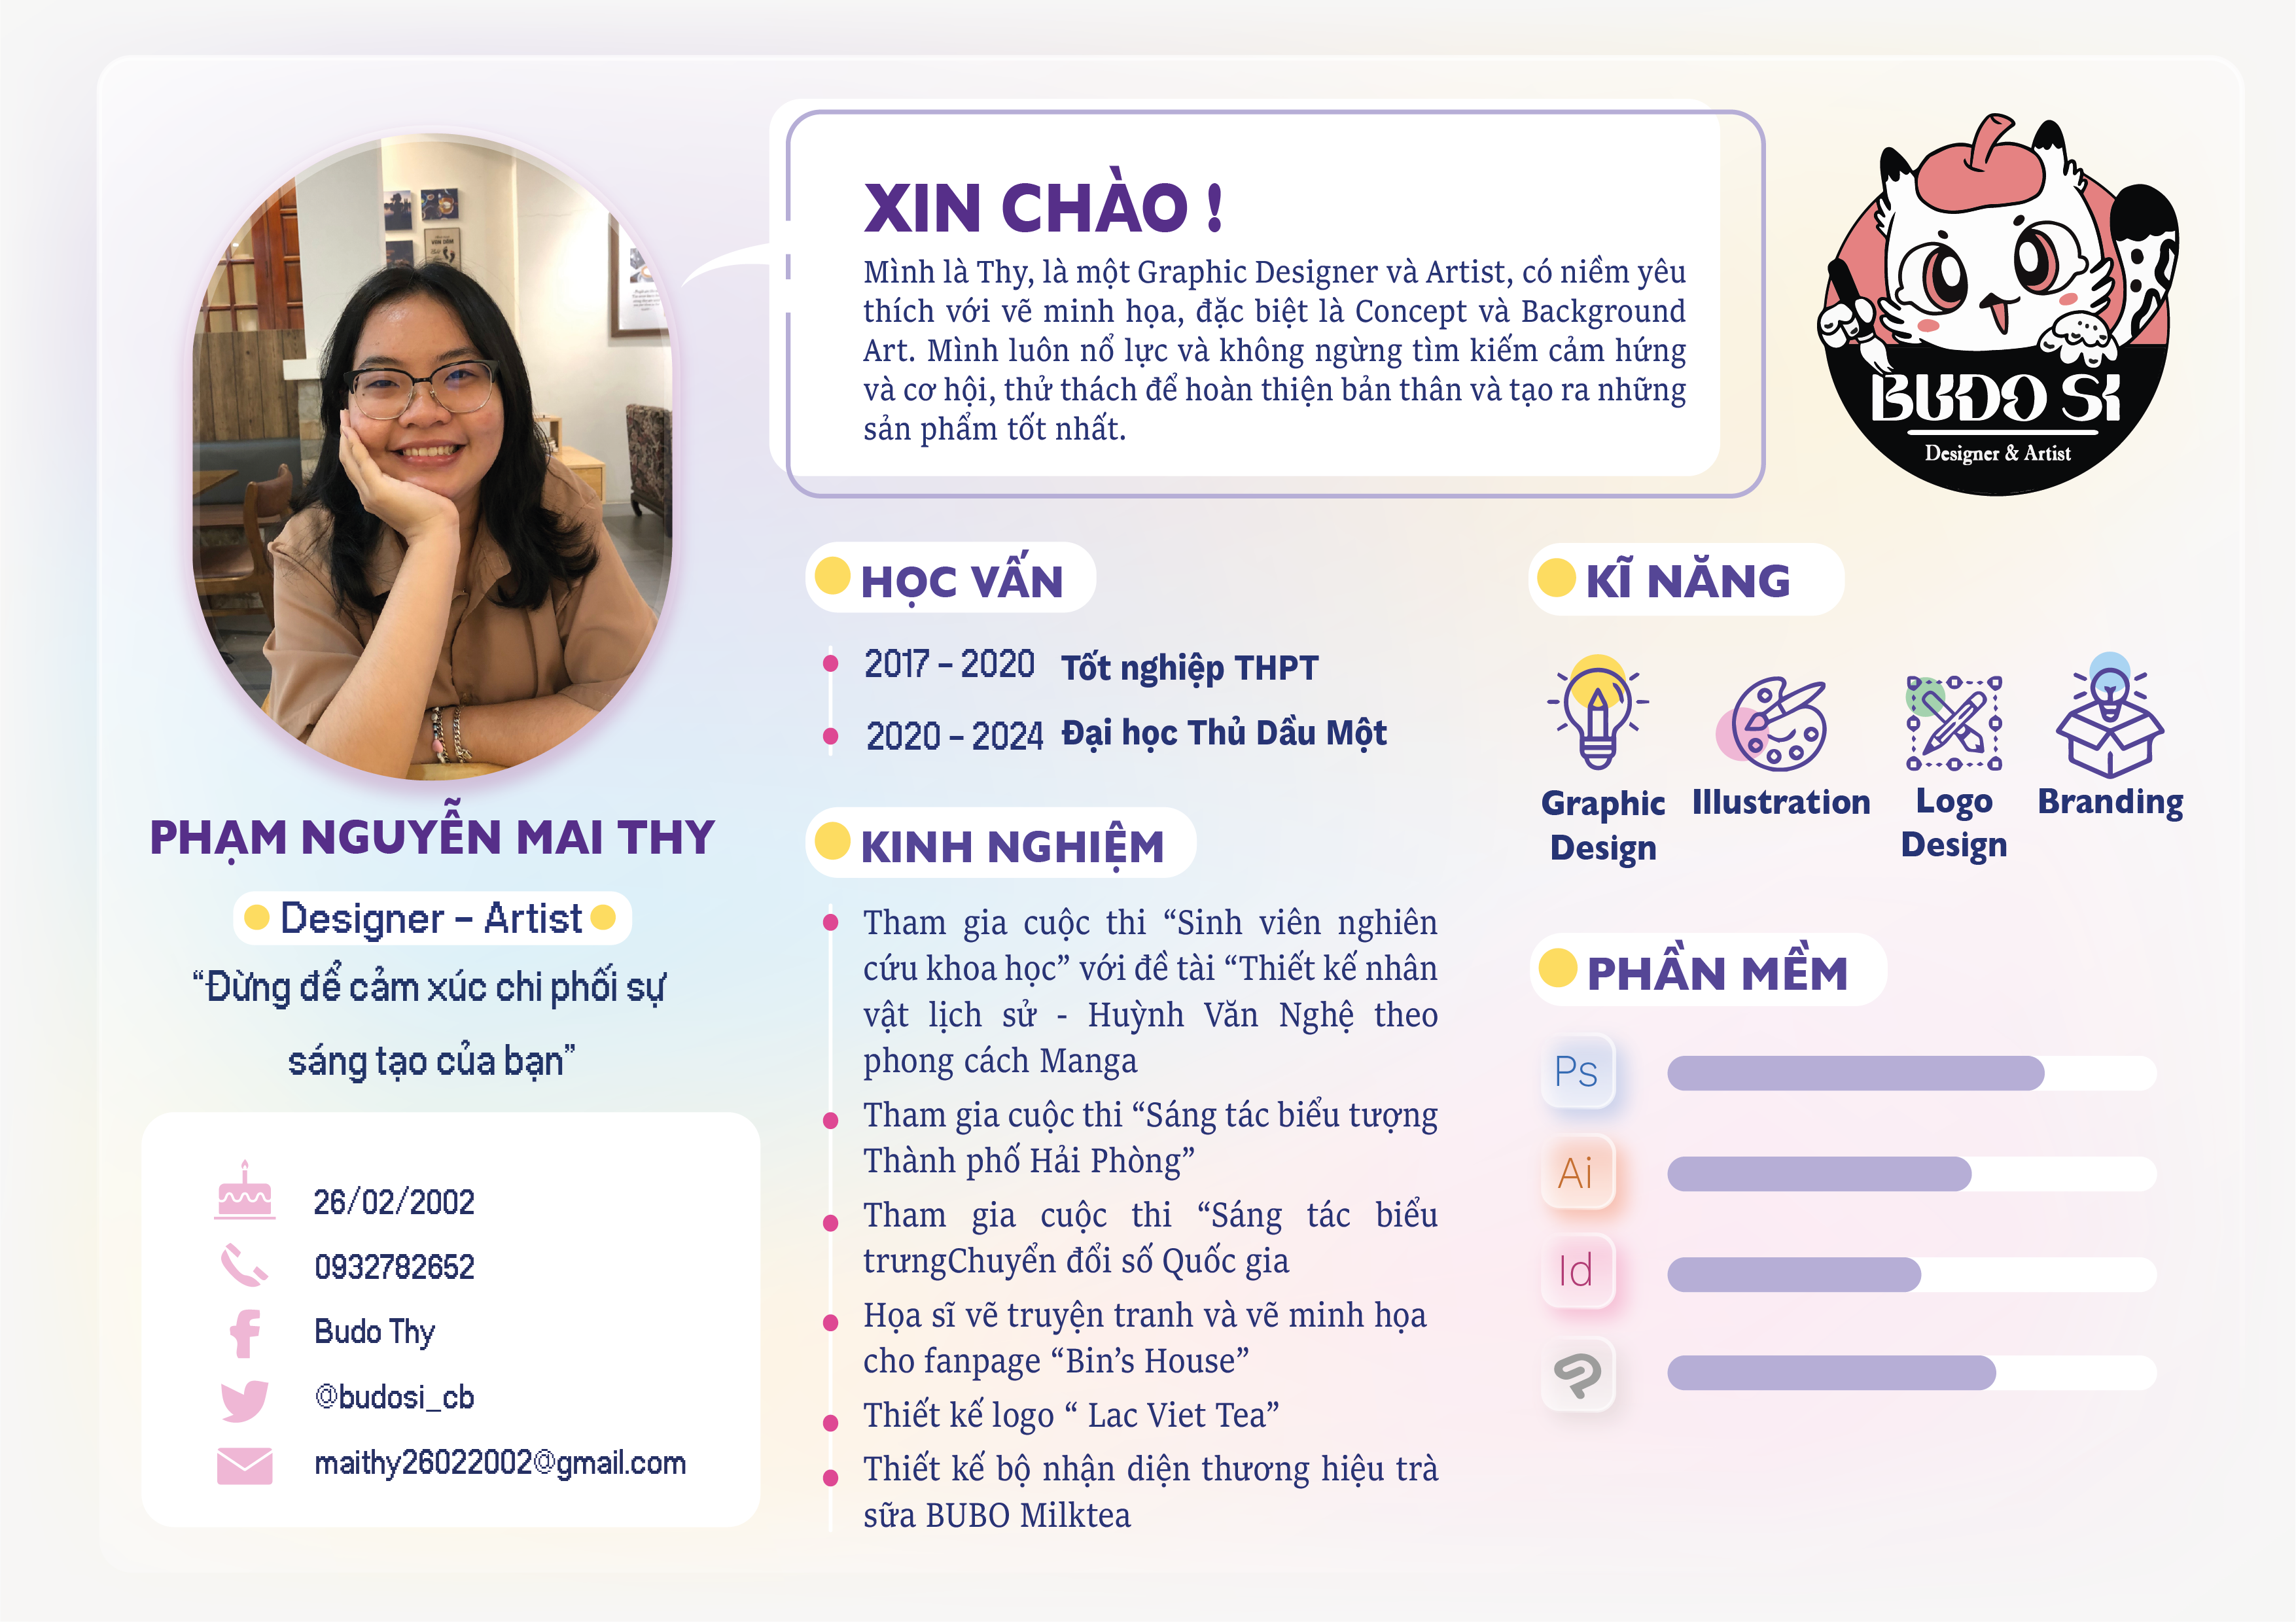 XIN CHÀO !
Mình là Thy, là một Graphic Designer và Artist, có niềm yêu
thích với vẽ minh họa, đặc biệt là Concept và Background
Art. Mình luôn nổ lực và không ngừng tìm kiếm cảm hứng
và cơ hội, thử thách để hoàn thiện bản thân và tạo ra những
sản phẩm tốt nhất.
BUDO SI
Designer & Artist
PHẠM NGUYỄN MAI THY
Designer – Artist
“Đừng để cảm xúc chi phối sự
sáng tạo của bạn”
26/02/2002
0932782652
Budo Thy
@budosi_cb
maithy26022002@gmail.com
HỌC VẤN
2017 – 2020 Tốt nghiệp THPT
2020 – 2024 Đại học Thủ Dầu Một
KINH NGHIỆM
Tham gia cuộc thi “Sinh viên nghiên
cứu khoa học” với đề tài “Thiết kế nhân
vật lịch sử - Huỳnh Văn Nghệ theo
phong cách Manga
Tham gia cuộc thi “Sáng tác biểu tượng
Thành phố Hải Phòng”
Tham gia cuộc thi “Sáng tác biểu
trưngChuyển đổi số Quốc gia
Họa sĩ vẽ truyện tranh và vẽ minh họa
cho fanpage “Bin’s House”
Thiết kế logo “ Lac Viet Tea”
Thiết kế bộ nhận diện thương hiệu trà
sữa BUBO Milktea
KĨ NĂNG
Graphic
Design
Illustration
Logo
Design
Branding
PHẦN MỀM
Ps
Ai
Id